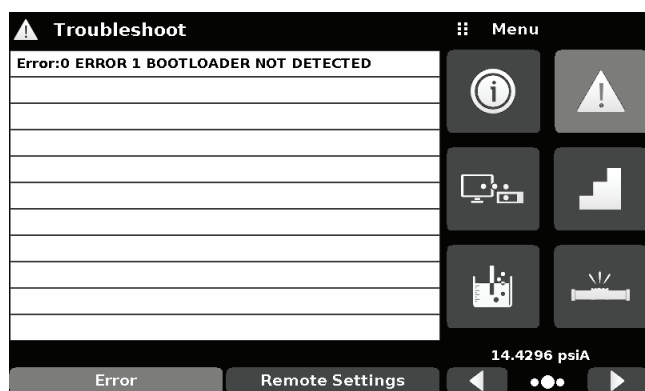 Troubleshoot
Menu
Error:0 ERROR 1 BOOTLOADER NOT DETECTED
14.4296 psiA
Error
Remote Settings